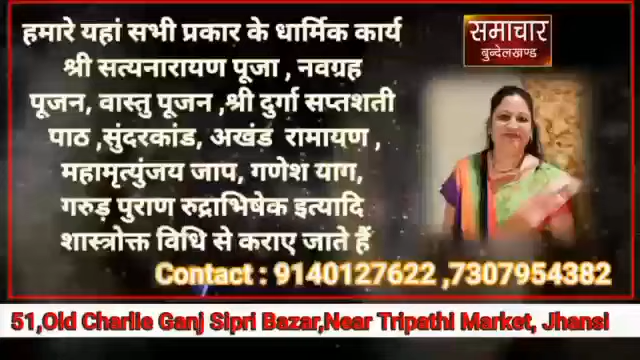 हमारे यहां सभी प्रकार के धार्मिक कार्य
श्री सत्यनारायण पूजा , नवग्रह
पूजन, वास्तु पूजन ,श्री दुर्गा सप्तशती
पाठ ,सुंदरकांड, अखंड रामायण ,
महामृत्युंजय जाप, गणेश याग,
गरुड़ पुराण रुद्राभिषेक इत्यादि
शास्त्रोक्त विधि से कराए जाते हैं
समाचार
बुन्देलखण्ड
Contact : 9140127622 ,7307954382
51,Old Charlie Ganj Sipri Bazar,Near Tripathi Market, Jhansi